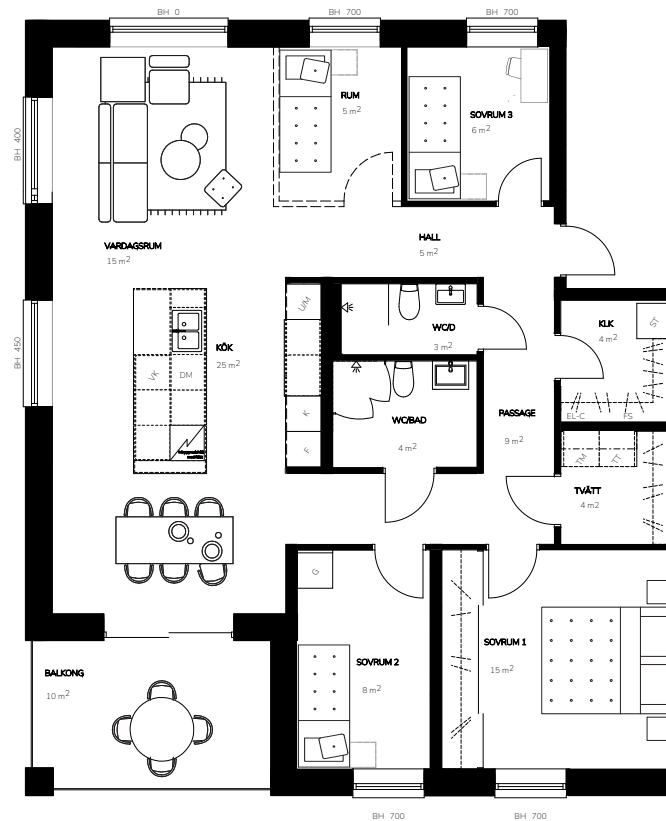 BH 0
BH 700
BH 700
RUM
5 m2
SOVRUM 3
6 m2
BH 400
VARDAGSRUM
15 m2
HALL
5 m2
U/M
WC/D
3 m2
KLK
4 m2
ST
BH 450
KÖK
25 m2
VK
DM
K
F
WC/BAD
4 m2
PASSAGE
9 m2
EL-C
FS
TM
TT
TVÄTT
4 m2
G
SOVRUM 2
8 m2
SOVRUM 1
15 m2
BALKONG
10 m2
BH 700
BH 700